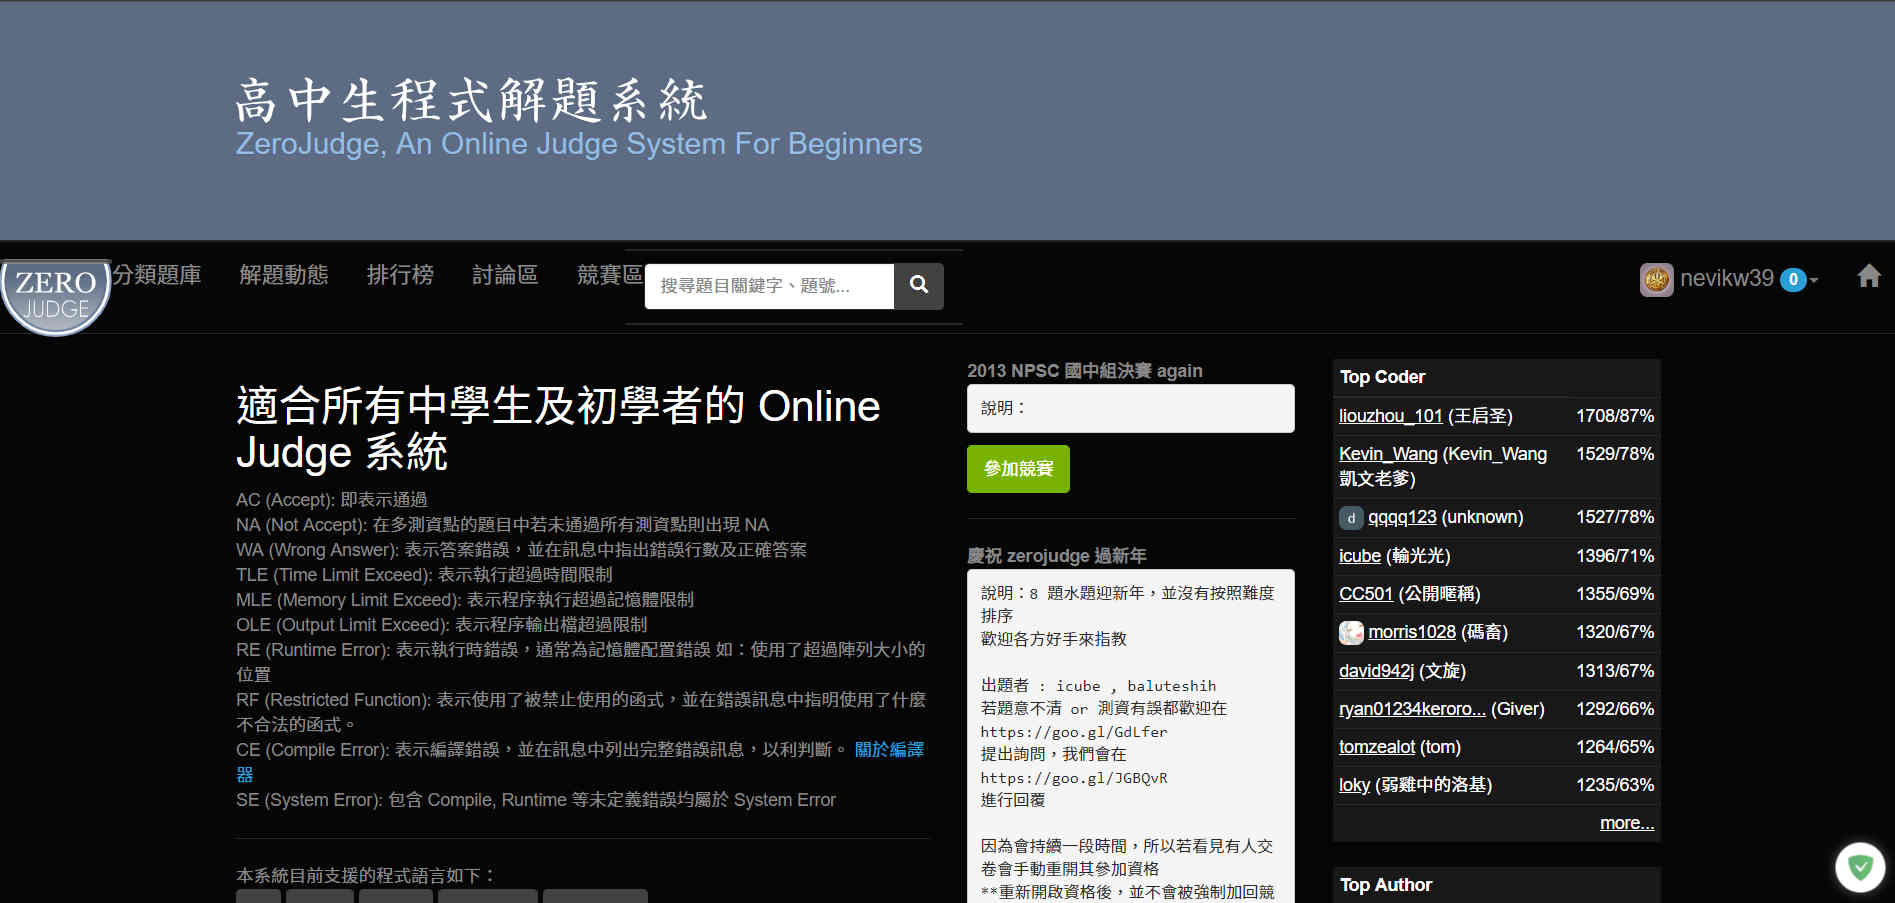 高中生程式解題系統
ZeroJudge, An Online Judge System For Beginners
ZERO
JUDGE
分類題庫 解題動態 排行榜 討論區 競賽區
搜尋題目關鍵字、題號...
nevikw39 0
適合所有中學生及初學者的 Online
Judge 系統
AC (Accept): 即表示通過
NA (Not Accept): 在多測資點的題目中若未通過所有測資點則出現 NA
WA (Wrong Answer): 表示答案錯誤，並在訊息中指出錯誤行數及正確答案
TLE (Time Limit Exceed): 表示執行超過時間限制
MLE (Memory Limit Exceed): 表示程序執行超過記憶體限制
OLE (Output Limit Exceed): 表示程序輸出檔超過限制
RE (Runtime Error): 表示執行時錯誤，通常為記憶體配置錯誤 如：使用了超過陣列大小的
位置
RF (Restricted Function): 表示使用了被禁止使用的函式，並在錯誤訊息中指明使用了什麼
不合法的函式。
CE (Compile Error): 表示編譯錯誤，並在訊息中列出完整錯誤訊息，以利判斷。 關於編譯
器
SE (System Error): 包含 Compile, Runtime 等未定義錯誤均屬於 System Error
本系統目前支援的程式語言如下：
2013 NPSC 國中組決賽 again
說明：
參加競賽
慶祝 zerojudge 過新年
說明：8 題水題迎新年，並沒有按照難度
排序
歡迎各方好手來指教
出題者 : icube , baluteshih
若題意不清 or 測資有誤都歡迎在
https://goo.gl/GdLfer
提出詢問，我們會在
https://goo.gl/JGBQvR
進行回覆
因為會持續一段時間，所以若看見有人交
卷會手動重開其參加資格
**重新開啟資格後，並不會被強制加回競
Top Coder
liouzhou_101 (王启圣) 1708/87%
Kevin_Wang (Kevin_Wang 1529/78%
凱文老爹)
d qqqq123 (unknown) 1527/78%
icube (輸光光) 1396/71%
CC501 (公開暱稱) 1355/69%
morris1028 (碼畜) 1320/67%
david942j (文旋) 1313/67%
ryan01234keroro... (Giver) 1292/66%
tomzealot (tom) 1264/65%
loky (弱雞中的洛基) 1235/63%
more...
Top Author